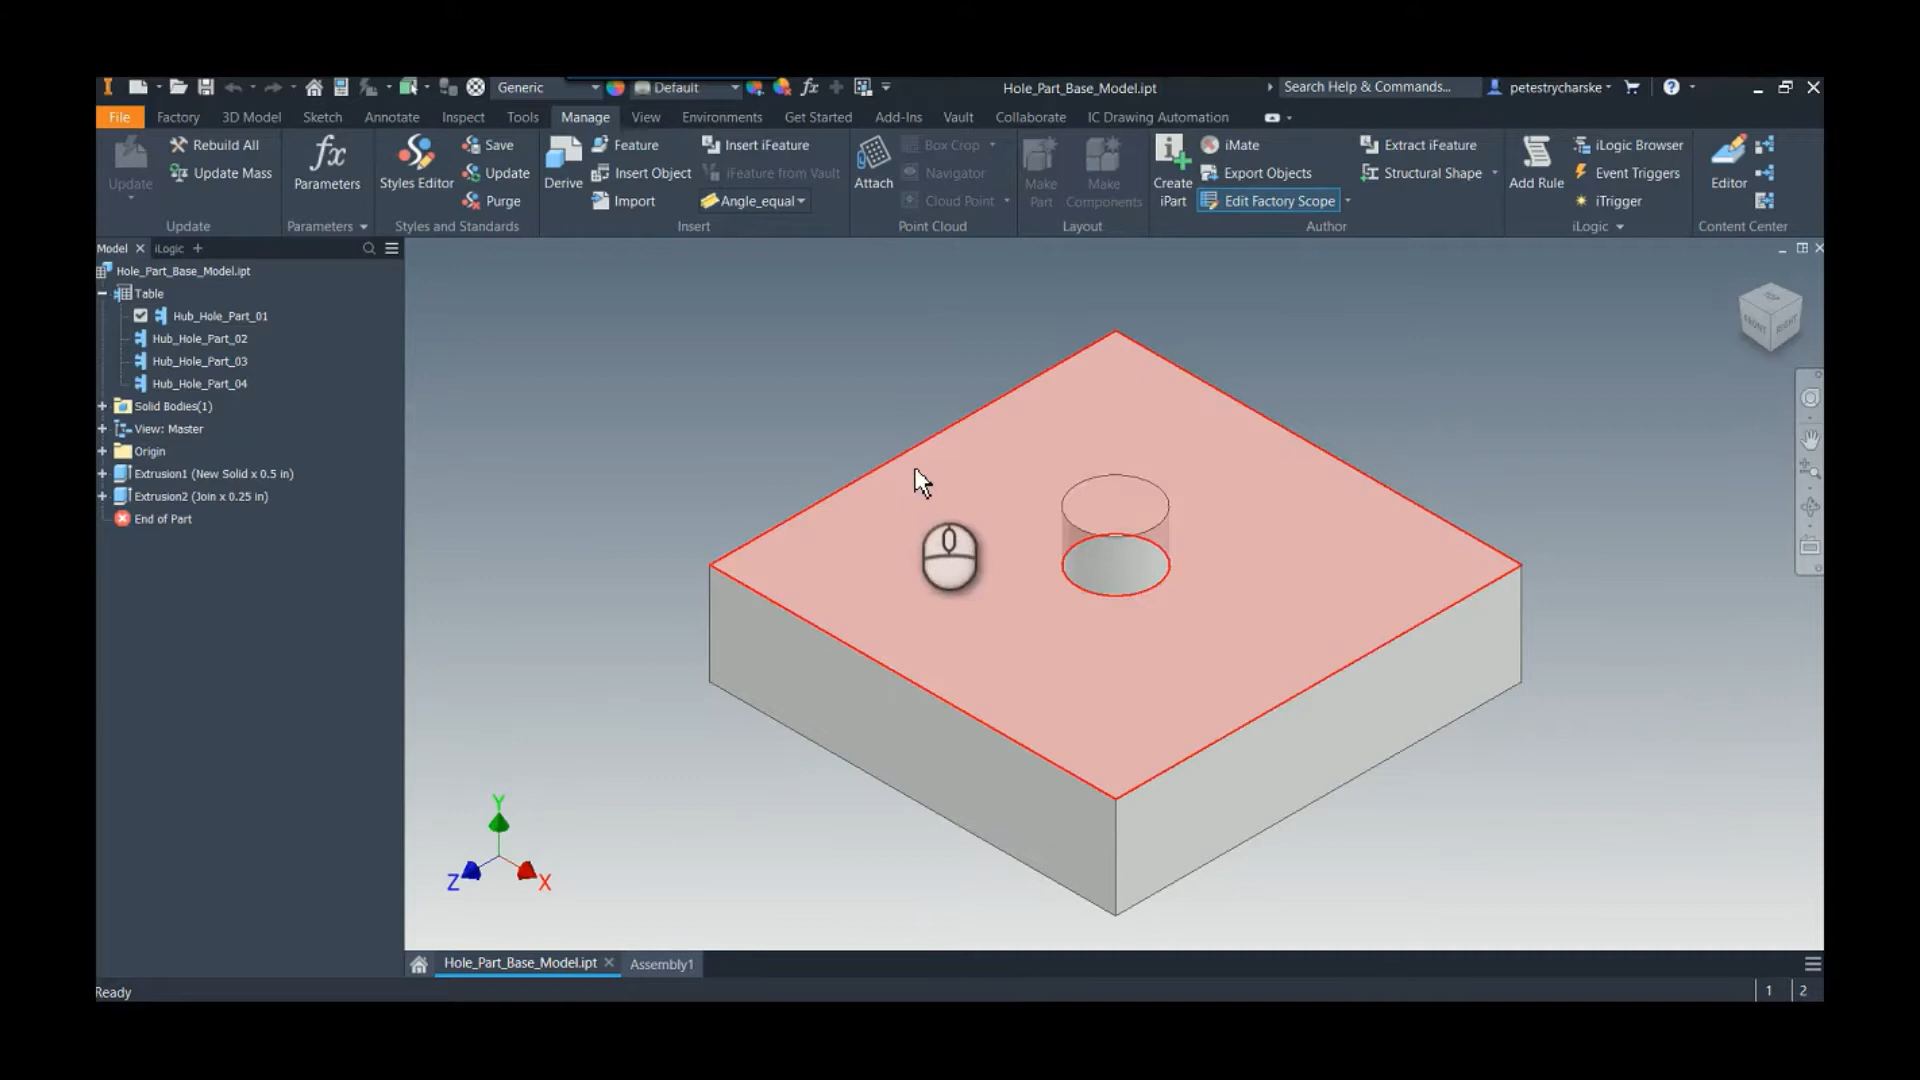 Generic Default Hole_Part_Base_Model.ipt Search Help & Commands... petestrycharske
File Factory 3D Model Sketch Annotate Inspect Tools Manage View Environments Get Started Add-Ins Vault Collaborate IC Drawing Automation
Rebuild All Save Feature Insert iFeature Box Crop iMate Extract iFeature iLogic Browser
Update Mass Update Insert Object iFeature from Vault Navigator Export Objects Structural Shape Event Triggers
Update Parameters Styles Editor Derive Attach Make Part Make Components Create iPart Add Rule Editor
Purge Import Angle_equal Cloud Point Edit Factory Scope iTrigger
Update Parameters Styles and Standards Insert Point Cloud Layout Author iLogic Content Center
Model iLogic
Hole_Part_Base_Model.ipt
Table
Hub_Hole_Part_01
Hub_Hole_Part_02
Hub_Hole_Part_03
Hub_Hole_Part_04
Solid Bodies(1)
View: Master
Origin
Extrusion1 (New Solid x 0.5 in)
Extrusion2 (Join x 0.25 in)
End of Part
TOP
FRONT RIGHT
Y
Z X
Hole_Part_Base_Model.ipt Assembly1
Ready 1 2